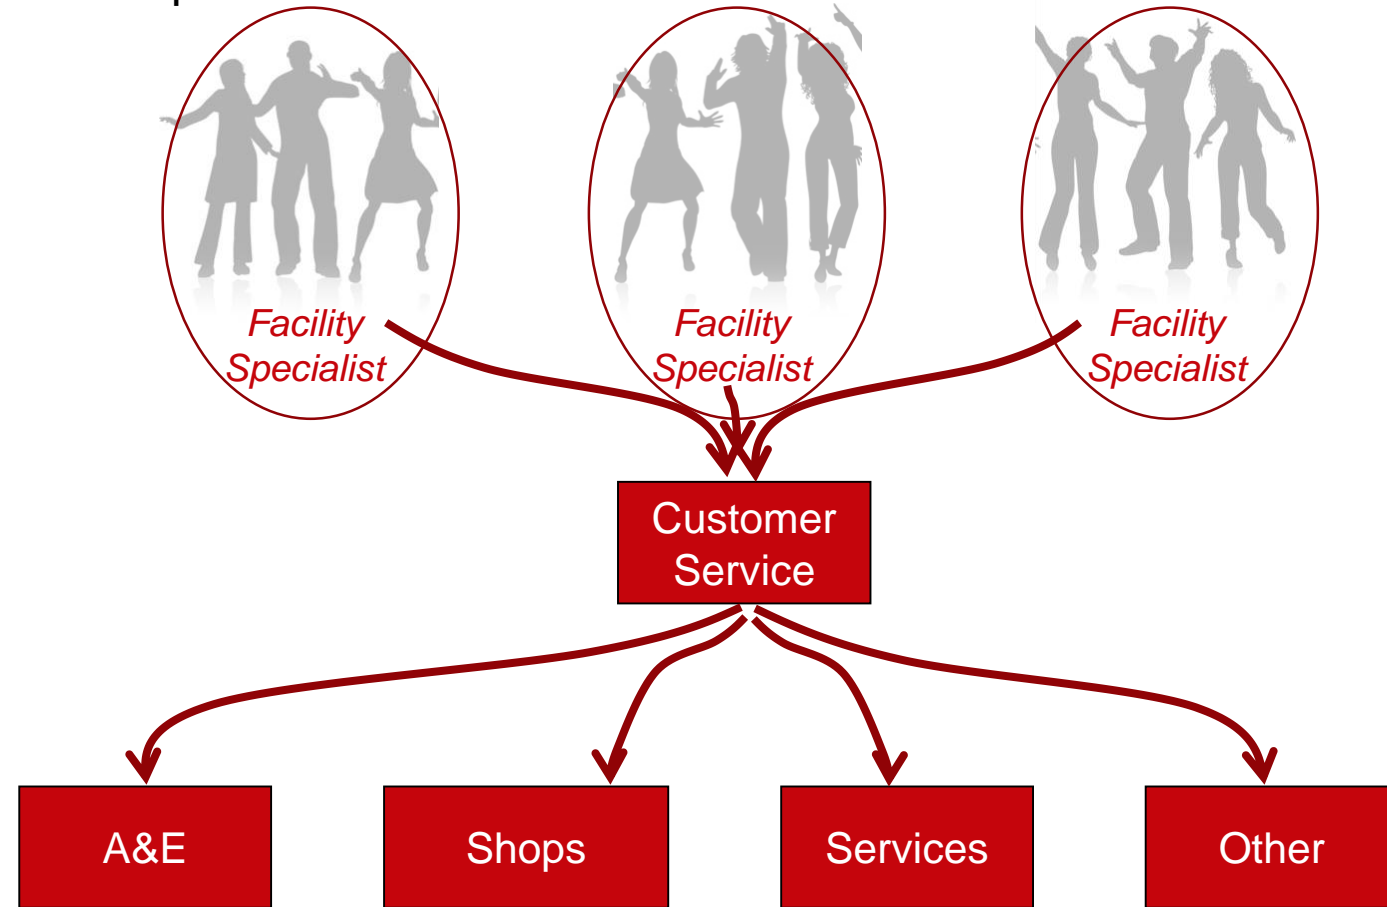 Facility
Specialist
Facility
Specialist
Facility
Specialist
Customer
Service
A&E
Shops
Services
Other